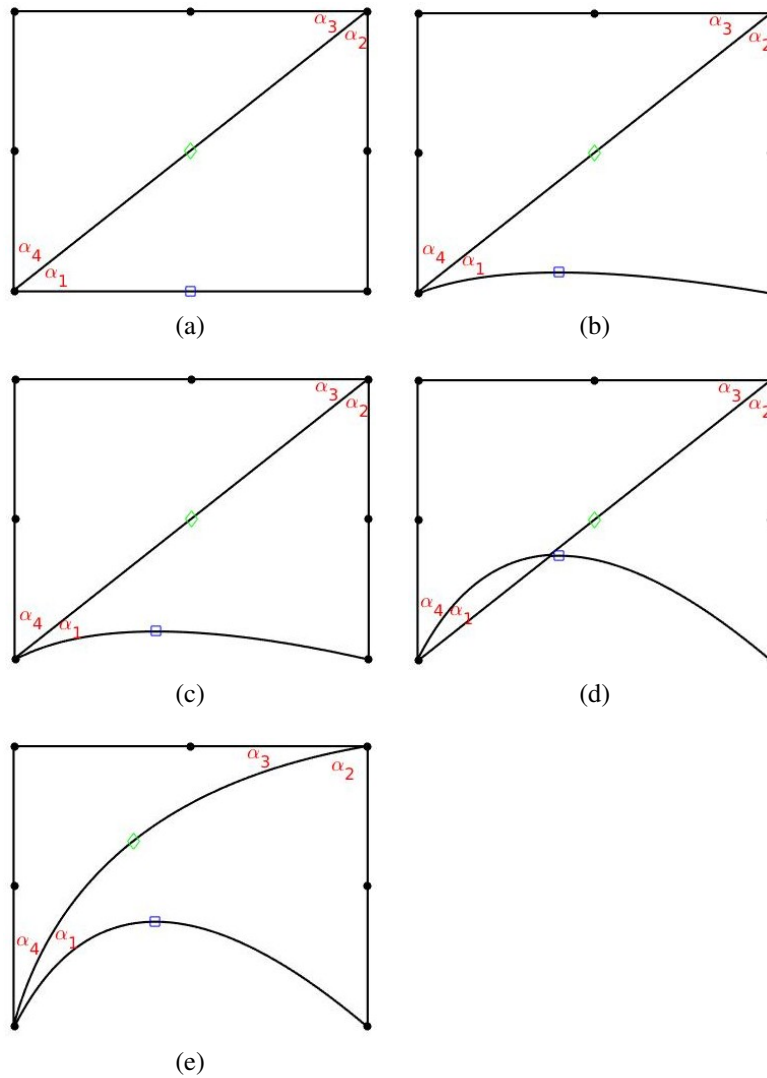 α3 α2 α3 α2
α4 α1 α4 α1
(a) (b)
α3 α2 α3 α2
α4 α1 α4 α1
(c) (d)
α3 α2
α4 α1
(e)